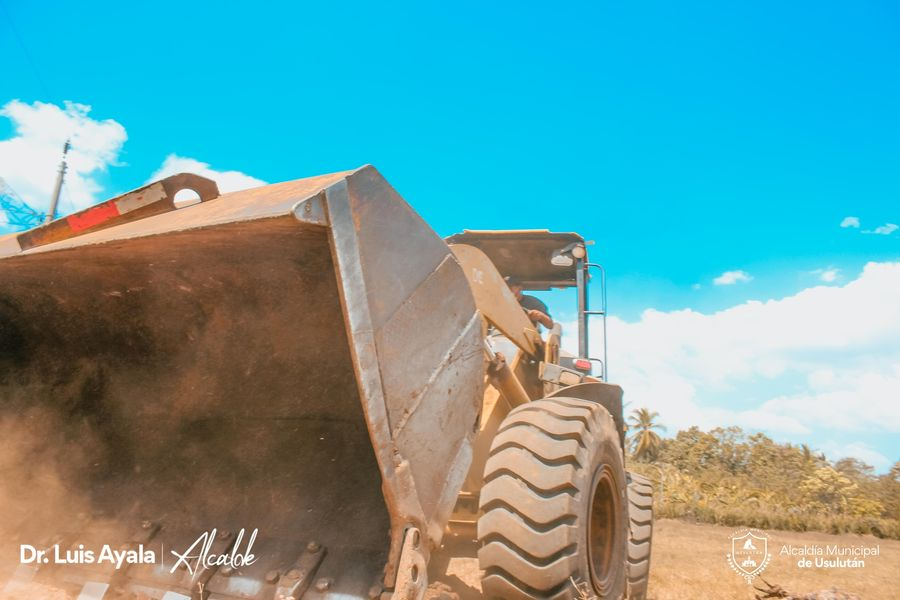 Dr. Luis Ayala | Alcalde
Alcaldía Municipal
de Usulután